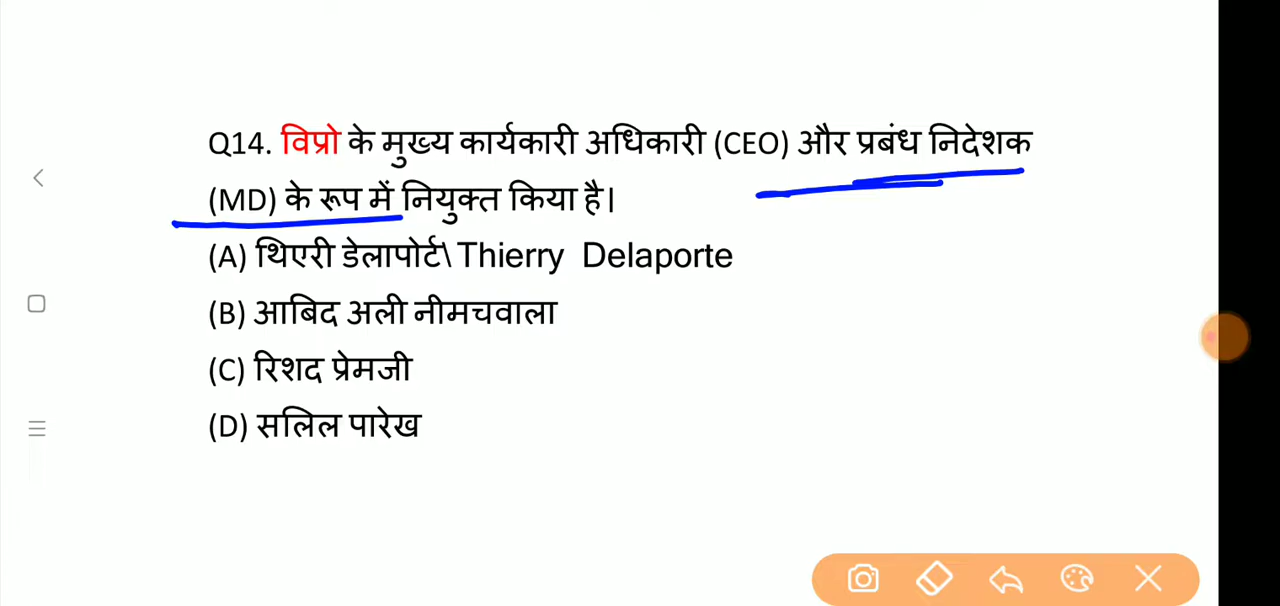 Q14. विप्रो के मुख्य कार्यकारी अधिकारी (CEO) और प्रबंध निदेशक
(MD) के रूप में नियुक्त किया है।
(A) थिएरी डेलापोर्ट\ Thierry Delaporte
(B) आबिद अली नीमचवाला
(C) रिशद प्रेमजी
(D) सलिल पारेख